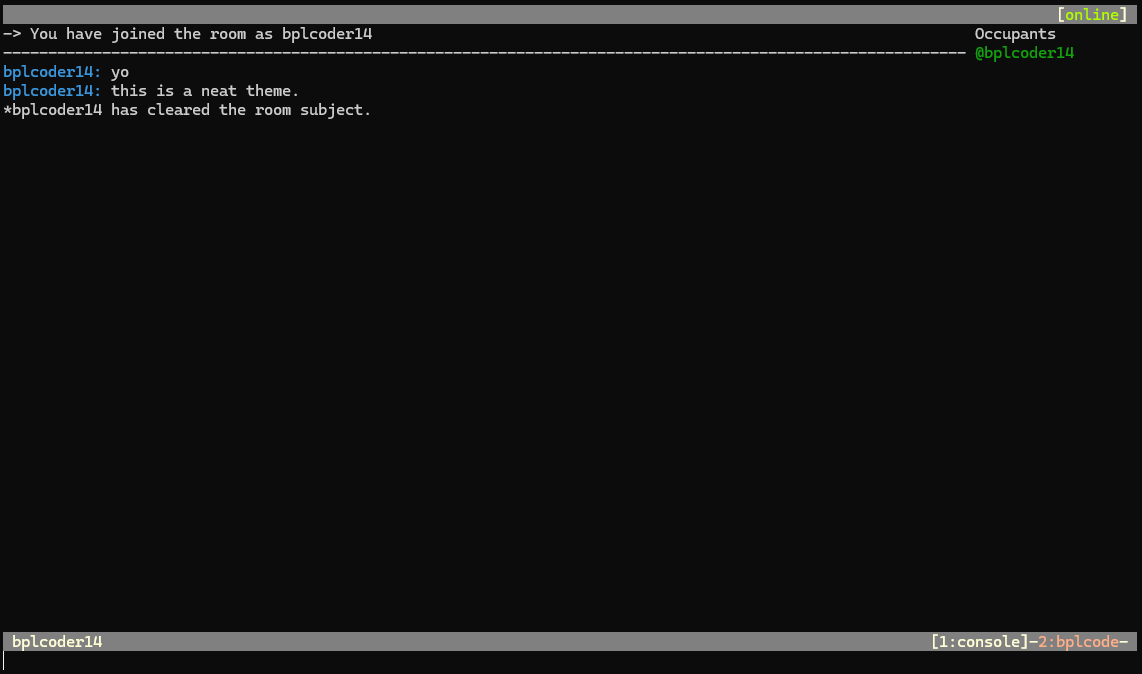 [online]
-> You have joined the room as bplcoder14
Occupants
----------------------------------------------------------------------------------------------------------- @bplcoder14
bplcoder14: yo
bplcoder14: this is a neat theme.
*bplcoder14 has cleared the room subject.
bplcoder14
[1:console]-2:bplcode-